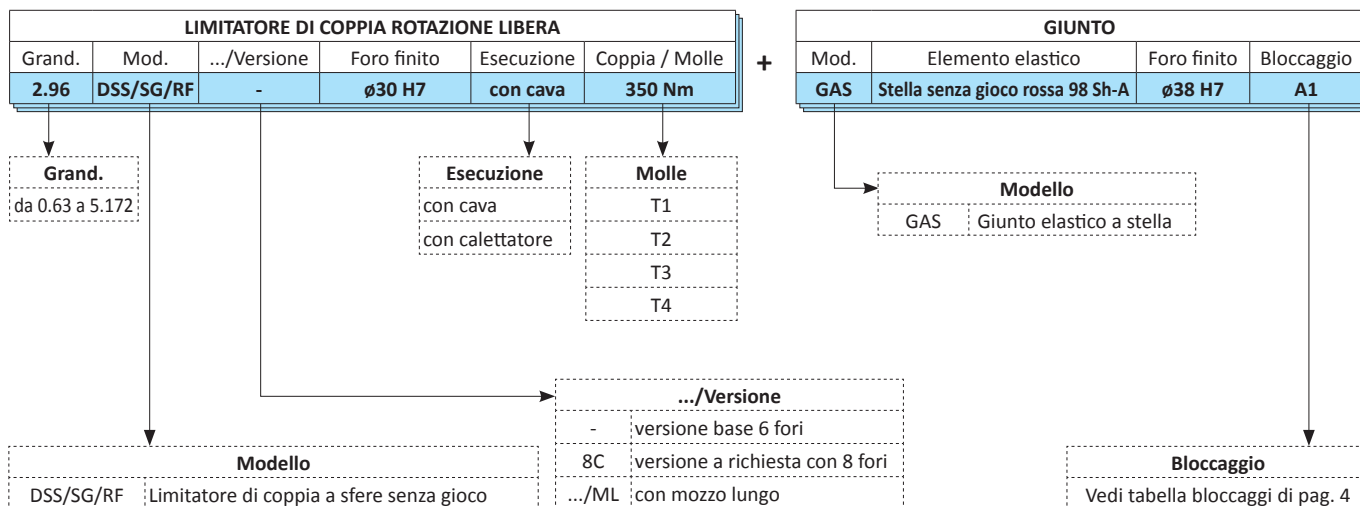 LIMITATORE DI COPPIA ROTAZIONE LIBERA
Grand. Mod. .../Versione Foro finito Esecuzione Coppia / Molle
2.96 DSS/SG/RF - ø30 H7 con cava 350 Nm
+
GIUNTO
Mod. Elemento elastico Foro finito Bloccaggio
GAS Stella senza gioco rossa 98 Sh-A ø38 H7 A1
Grand.
da 0.63 a 5.172
Esecuzione
con cava
con calettatore
Molle
T1
T2
T3
T4
Modello
GAS Giunto elastico a stella
.../Versione
- versione base 6 fori
8C versione a richiesta con 8 fori
.../ML con mozzo lungo
Modello
DSS/SG/RF Limitatore di coppia a sfere senza gioco
Bloccaggio
Vedi tabella bloccaggi di pag. 4